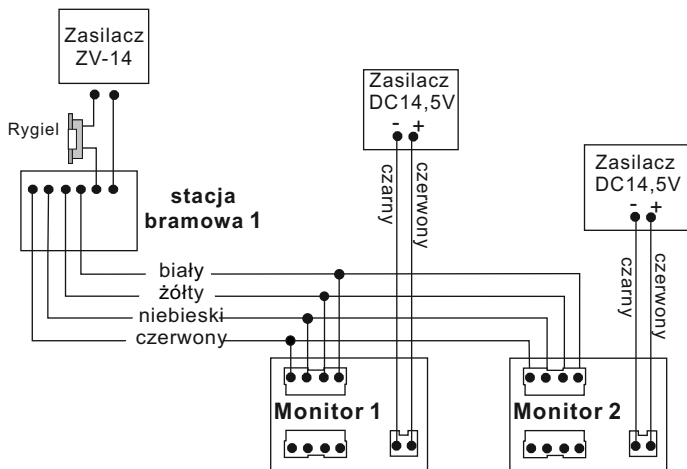 Zasilacz
ZV-14
Rygiel
stacja
bramowa 1
Zasilacz
DC14,5V
- +
czarny
czerwony
Zasilacz
DC14,5V
- +
czarny
czerwony
biały
żółty
niebieski
czerwony
Monitor 1
Monitor 2